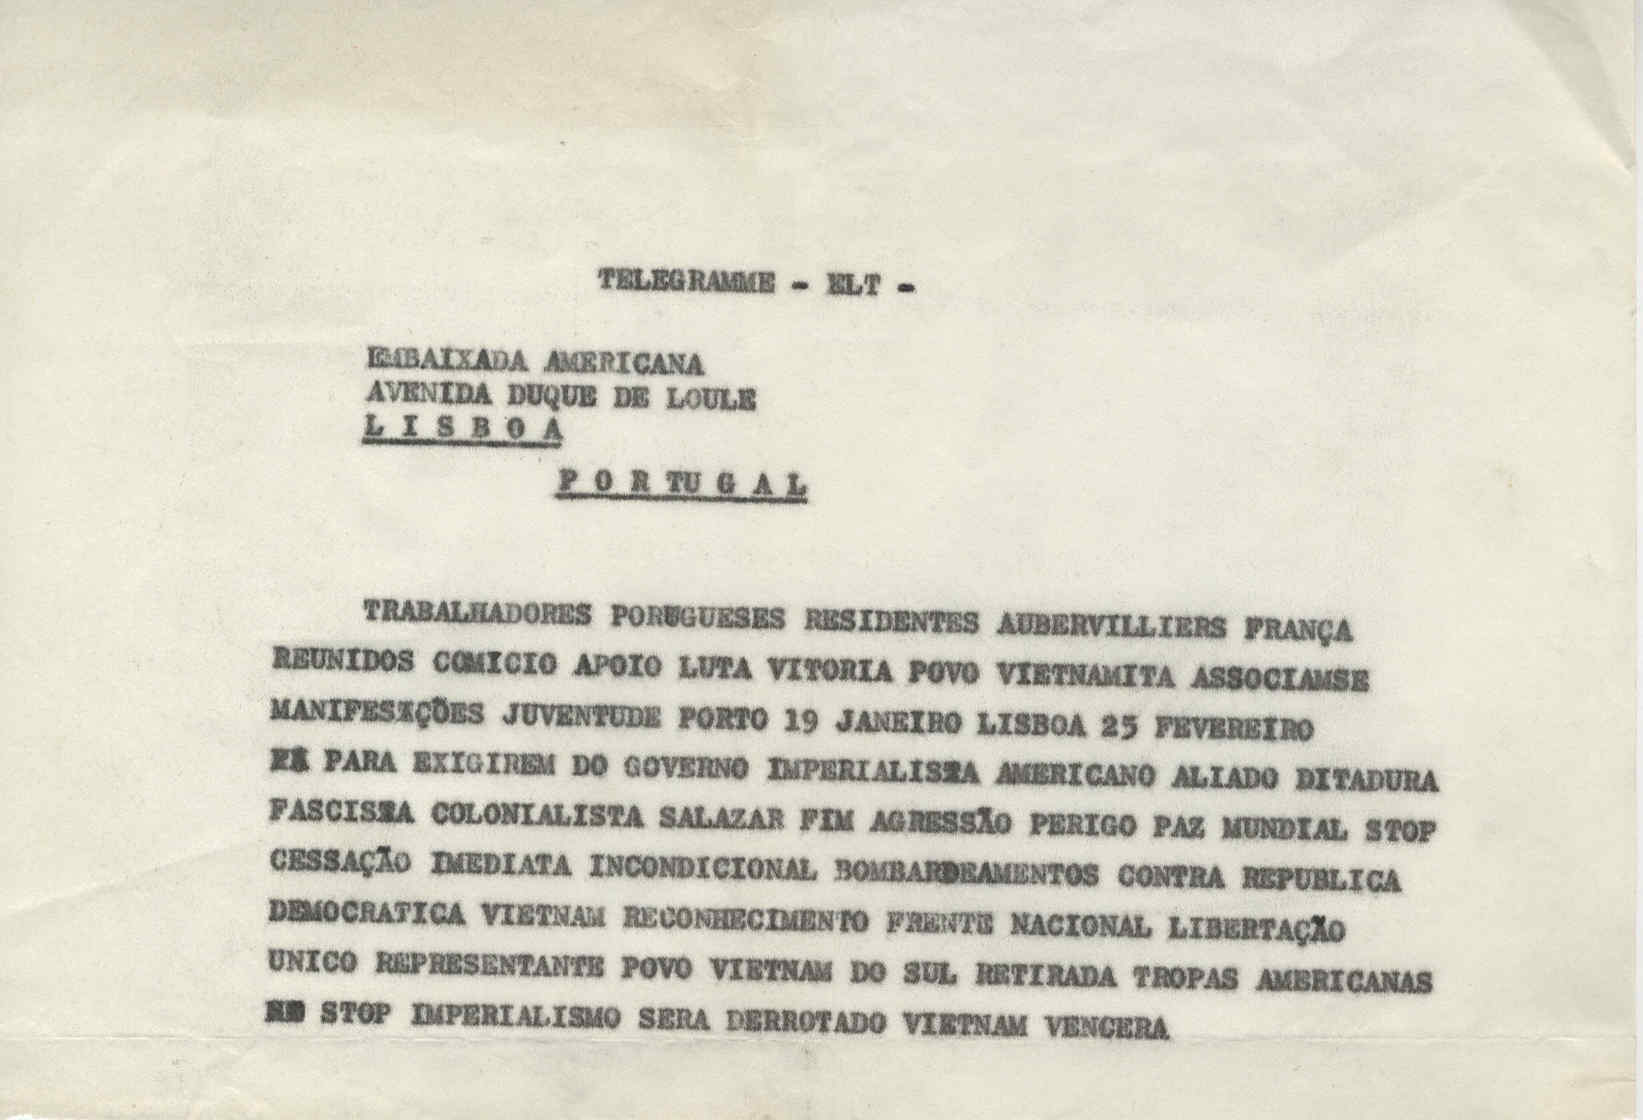 TELEGRAMME - ELT -
EMBAIXADA AMERICANA
AVENIDA DUQUE DE LOULE
L I S B O A
P O R TU G A L
TRABALHADORES PORUGUESES RESIDENTES AUBERVILLIERS FRANÇA
REUNIDOS COMICIO APOIO LUTA VITORIA POVO VIETNAMITA ASSOCIAMSE
MANIFESTÇÕES JUVENTUDE PORTO 19 JANEIRO LISBOA 25 FEVEREIRO
PARA EXIGIREM DO GOVERNO IMPERIALISTA AMERICANO ALIADO DITADURA
FASCISTA COLONIALISTA SALAZAR FIM AGRESSÃO PERIGO PAZ MUNDIAL STOP
CESSAÇÃO IMEDIATA INCONDICIONAL BOMBARDEAMENTOS CONTRA REPUBLICA
DEMOCRATICA VIETNAM RECONHECIMENTO FRENTE NACIONAL LIBERTAÇÃO
UNICO REPRESENTANTE POVO VIETNAM DO SUL RETIRADA TROPAS AMERICANAS
STOP IMPERIALISMO SERA DERROTADO VIETNAM VENCERA